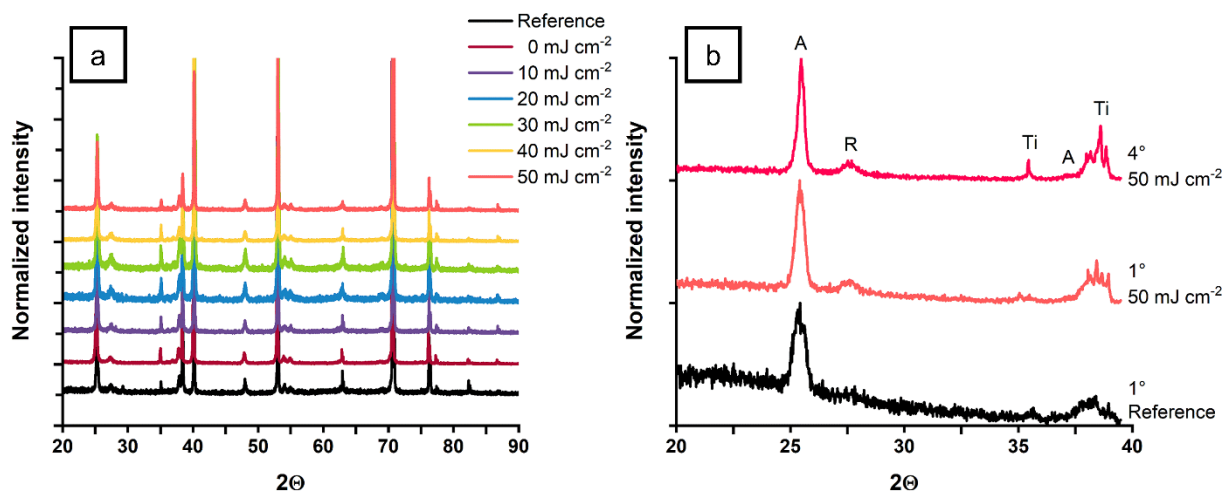 a
Reference
0 mJ cm⁻²
10 mJ cm⁻²
20 mJ cm⁻²
30 mJ cm⁻²
40 mJ cm⁻²
50 mJ cm⁻²
Normalized intensity
20 30 40 50 60 70 80 90
2Θ
b
A
R
Ti
A
Ti
4°
50 mJ cm⁻²
1°
50 mJ cm⁻²
1°
Reference
Normalized intensity
20 25 30 35 40
2Θ